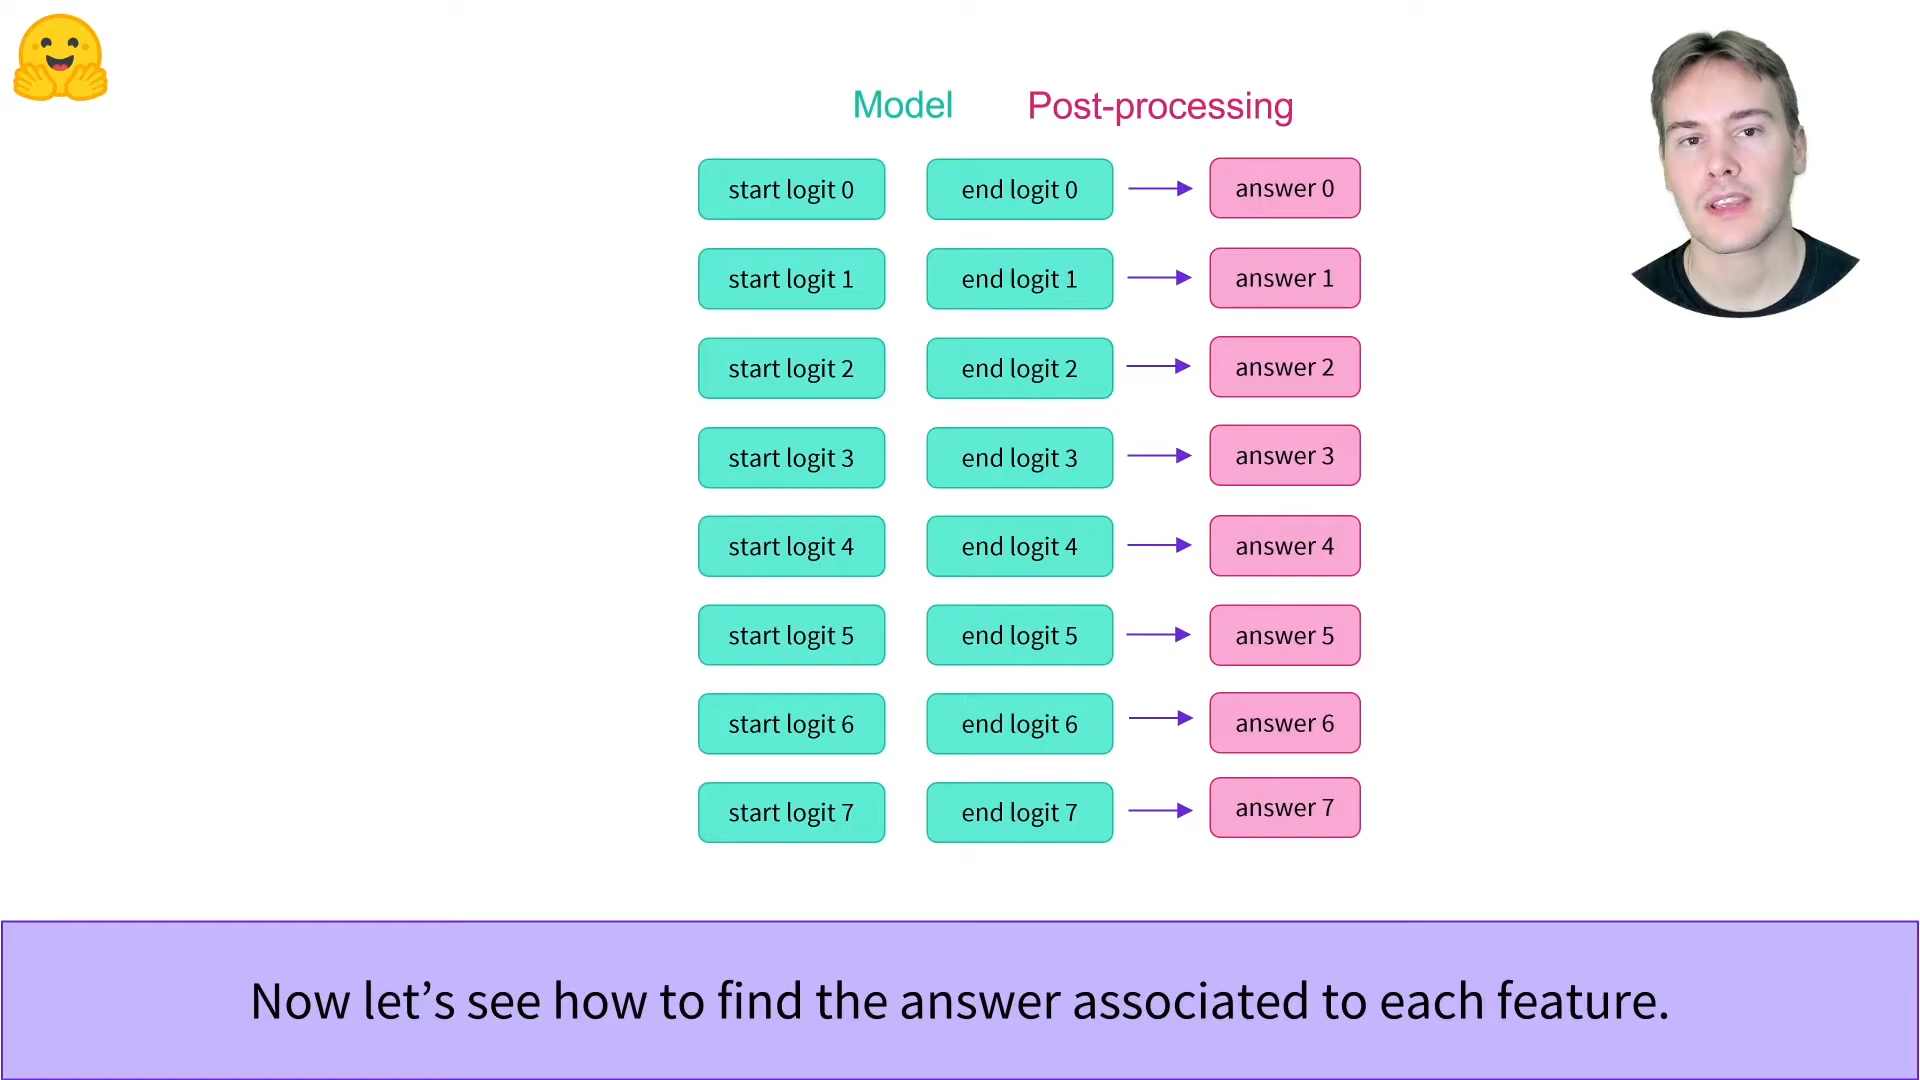 Model Post-processing
start logit 0 end logit 0 answer 0
start logit 1 end logit 1 answer 1
start logit 2 end logit 2 answer 2
start logit 3 end logit 3 answer 3
start logit 4 end logit 4 answer 4
start logit 5 end logit 5 answer 5
start logit 6 end logit 6 answer 6
start logit 7 end logit 7 answer 7
Now let’s see how to find the answer associated to each feature.